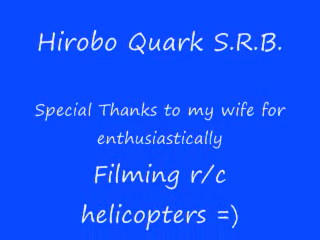 Hirobo Quark S.R.B.
Special Thanks to my wife for
enthusiastically
Filming r/c
helicopters =)